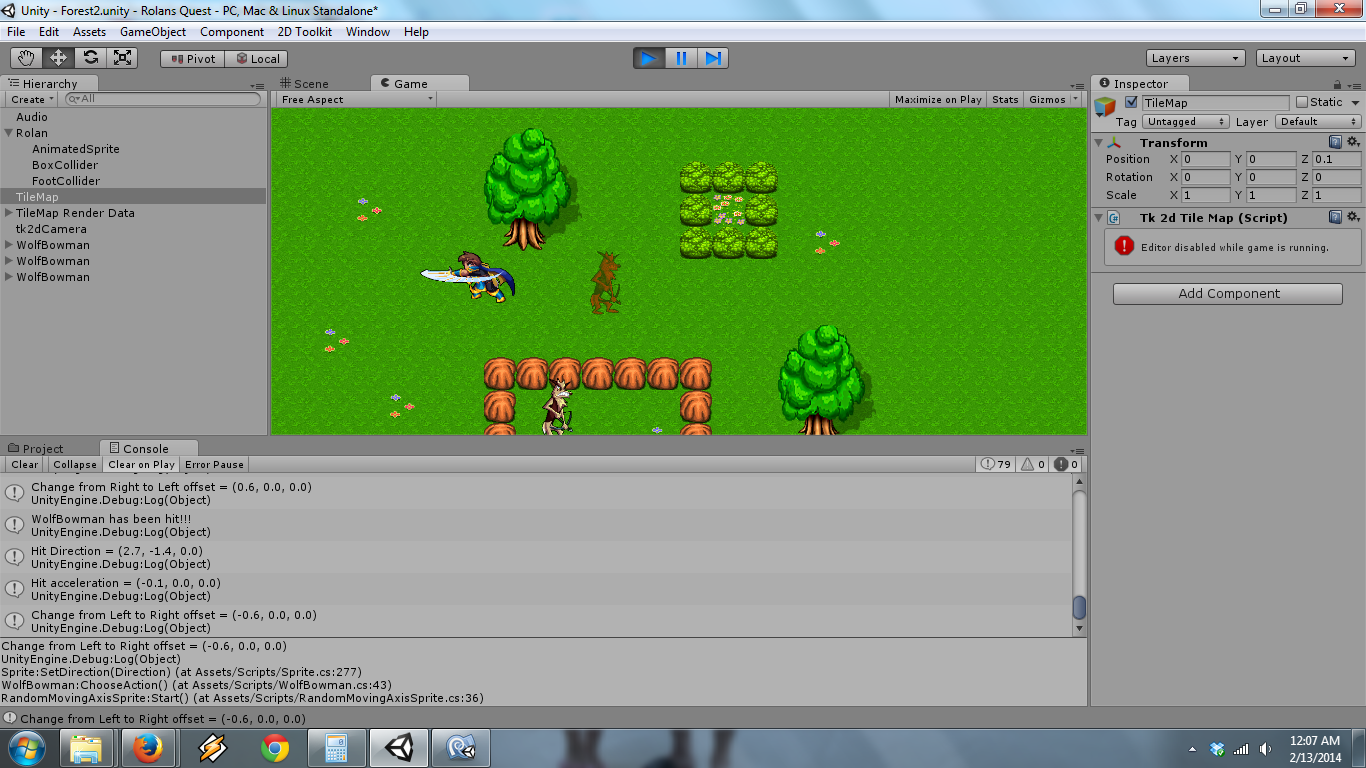 Unity - Forest2.unity - Rolans Quest - PC, Mac & Linux Standalone*
File Edit Assets GameObject Component 2D Toolkit Window Help
Pivot Local Layers Layout
Hierarchy
Create All
Audio
Rolan
AnimatedSprite
BoxCollider
FootCollider
TileMap
TileMap Render Data
tk2dCamera
WolfBowman
WolfBowman
WolfBowman
Scene Game
Free Aspect Maximize on Play Stats Gizmos
Inspector
TileMap Static
Tag Untagged Layer Default
Transform
Position X 0 Y 0 Z 0.1
Rotation X 0 Y 0 Z 0
Scale X 1 Y 1 Z 1
Tk 2d Tile Map (Script)
Editor disabled while game is running.
Add Component
Project Console
Clear Collapse Clear on Play Error Pause 79 0 0
Change from Right to Left offset = (0.6, 0.0, 0.0)
UnityEngine.Debug:Log(Object)
WolfBowman has been hit!!!
UnityEngine.Debug:Log(Object)
Hit Direction = (2.7, -1.4, 0.0)
UnityEngine.Debug:Log(Object)
Hit acceleration = (-0.1, 0.0, 0.0)
UnityEngine.Debug:Log(Object)
Change from Left to Right offset = (-0.6, 0.0, 0.0)
UnityEngine.Debug:Log(Object)
Change from Left to Right offset = (-0.6, 0.0, 0.0)
UnityEngine.Debug:Log(Object)
Sprite:SetDirection(Direction) (at Assets/Scripts/Sprite.cs:277)
WolfBowman:ChooseAction() (at Assets/Scripts/WolfBowman.cs:43)
RandomMovingAxisSprite:Start() (at Assets/Scripts/RandomMovingAxisSprite.cs:36)
Change from Left to Right offset = (-0.6, 0.0, 0.0)
12:07 AM
2/13/2014